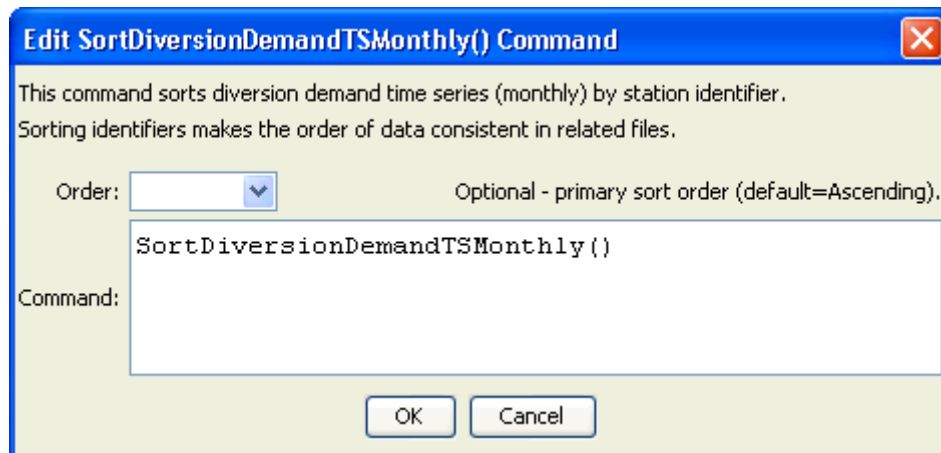 Edit SortDiversionDemandTSMonthly() Command
This command sorts diversion demand time series (monthly) by station identifier.
Sorting identifiers makes the order of data consistent in related files.
Order: Optional - primary sort order (default=Ascending).
SortDiversionDemandTSMonthly()
Command:
OK Cancel